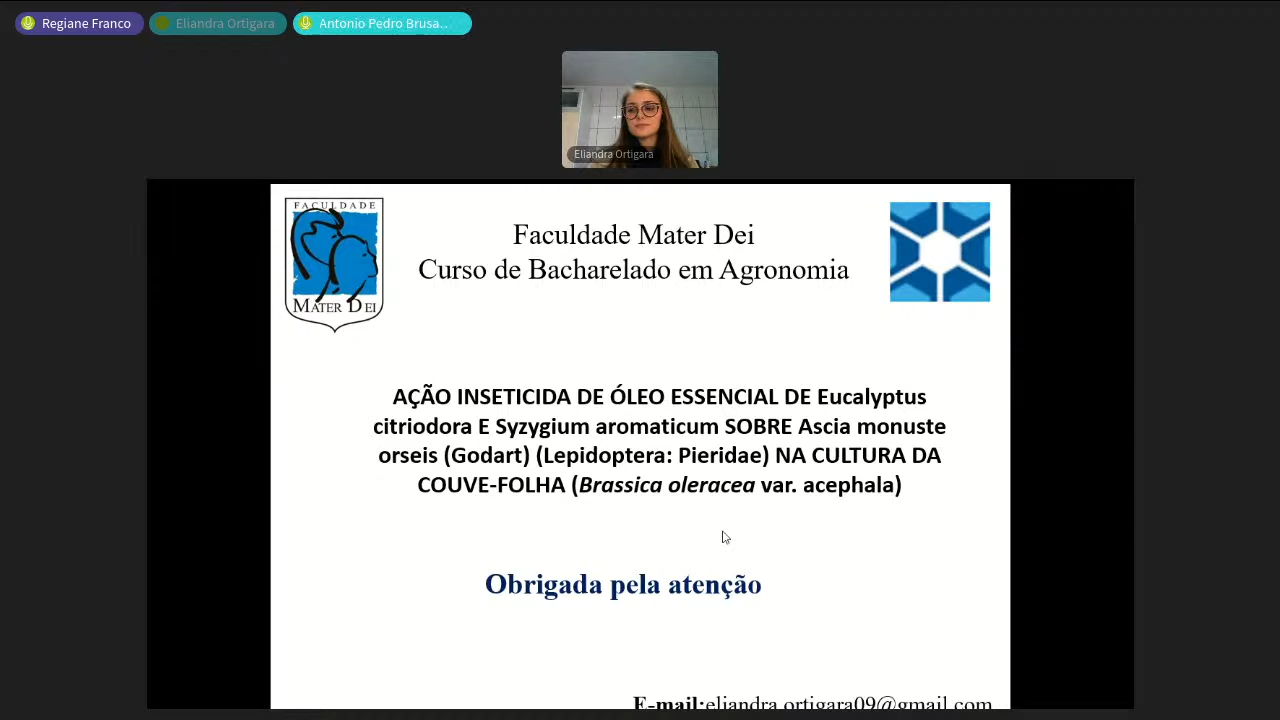 Regiane Franco
Eliandra Ortigara
Antonio Pedro Brusa..
Eliandra Ortigara
FACULDADE
MATER DEI
Faculdade Mater Dei
Curso de Bacharelado em Agronomia
AÇÃO INSETICIDA DE ÓLEO ESSENCIAL DE Eucalyptus
citriodora E Syzygium aromaticum SOBRE Ascia monuste
orseis (Godart) (Lepidoptera: Pieridae) NA CULTURA DA
COUVE-FOLHA (Brassica oleracea var. acephala)
Obrigada pela atenção
E-mail:eliandra.ortigara09@gmail.com